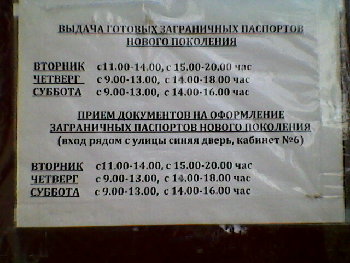 ВЫДАЧА ГОТОВЫХ ЗАГРАНИЧНЫХ ПАСПОРТОВ
НОВОГО ПОКОЛЕНИЯ
ВТОРНИК с11.00-14.00, с 15.00-20.00 час
ЧЕТВЕРГ с 9.00-13.00, с 14.00-18.00 час
СУББОТА с 9.00-13.00, с 14.00-16.00 час
ПРИЕМ ДОКУМЕНТОВ НА ОФОРМЛЕНИЕ
ЗАГРАНИЧНЫХ ПАСПОРТОВ НОВОГО ПОКОЛЕНИЯ
(вход рядом с улицы синяя дверь, кабинет №6)
ВТОРНИК с11.00-14.00, с 15.00-20.00 час
ЧЕТВЕРГ с 9.00-13.00, с 14.00-18.00 час
СУББОТА с 9.00-13.00, с 14.00-16.00 час